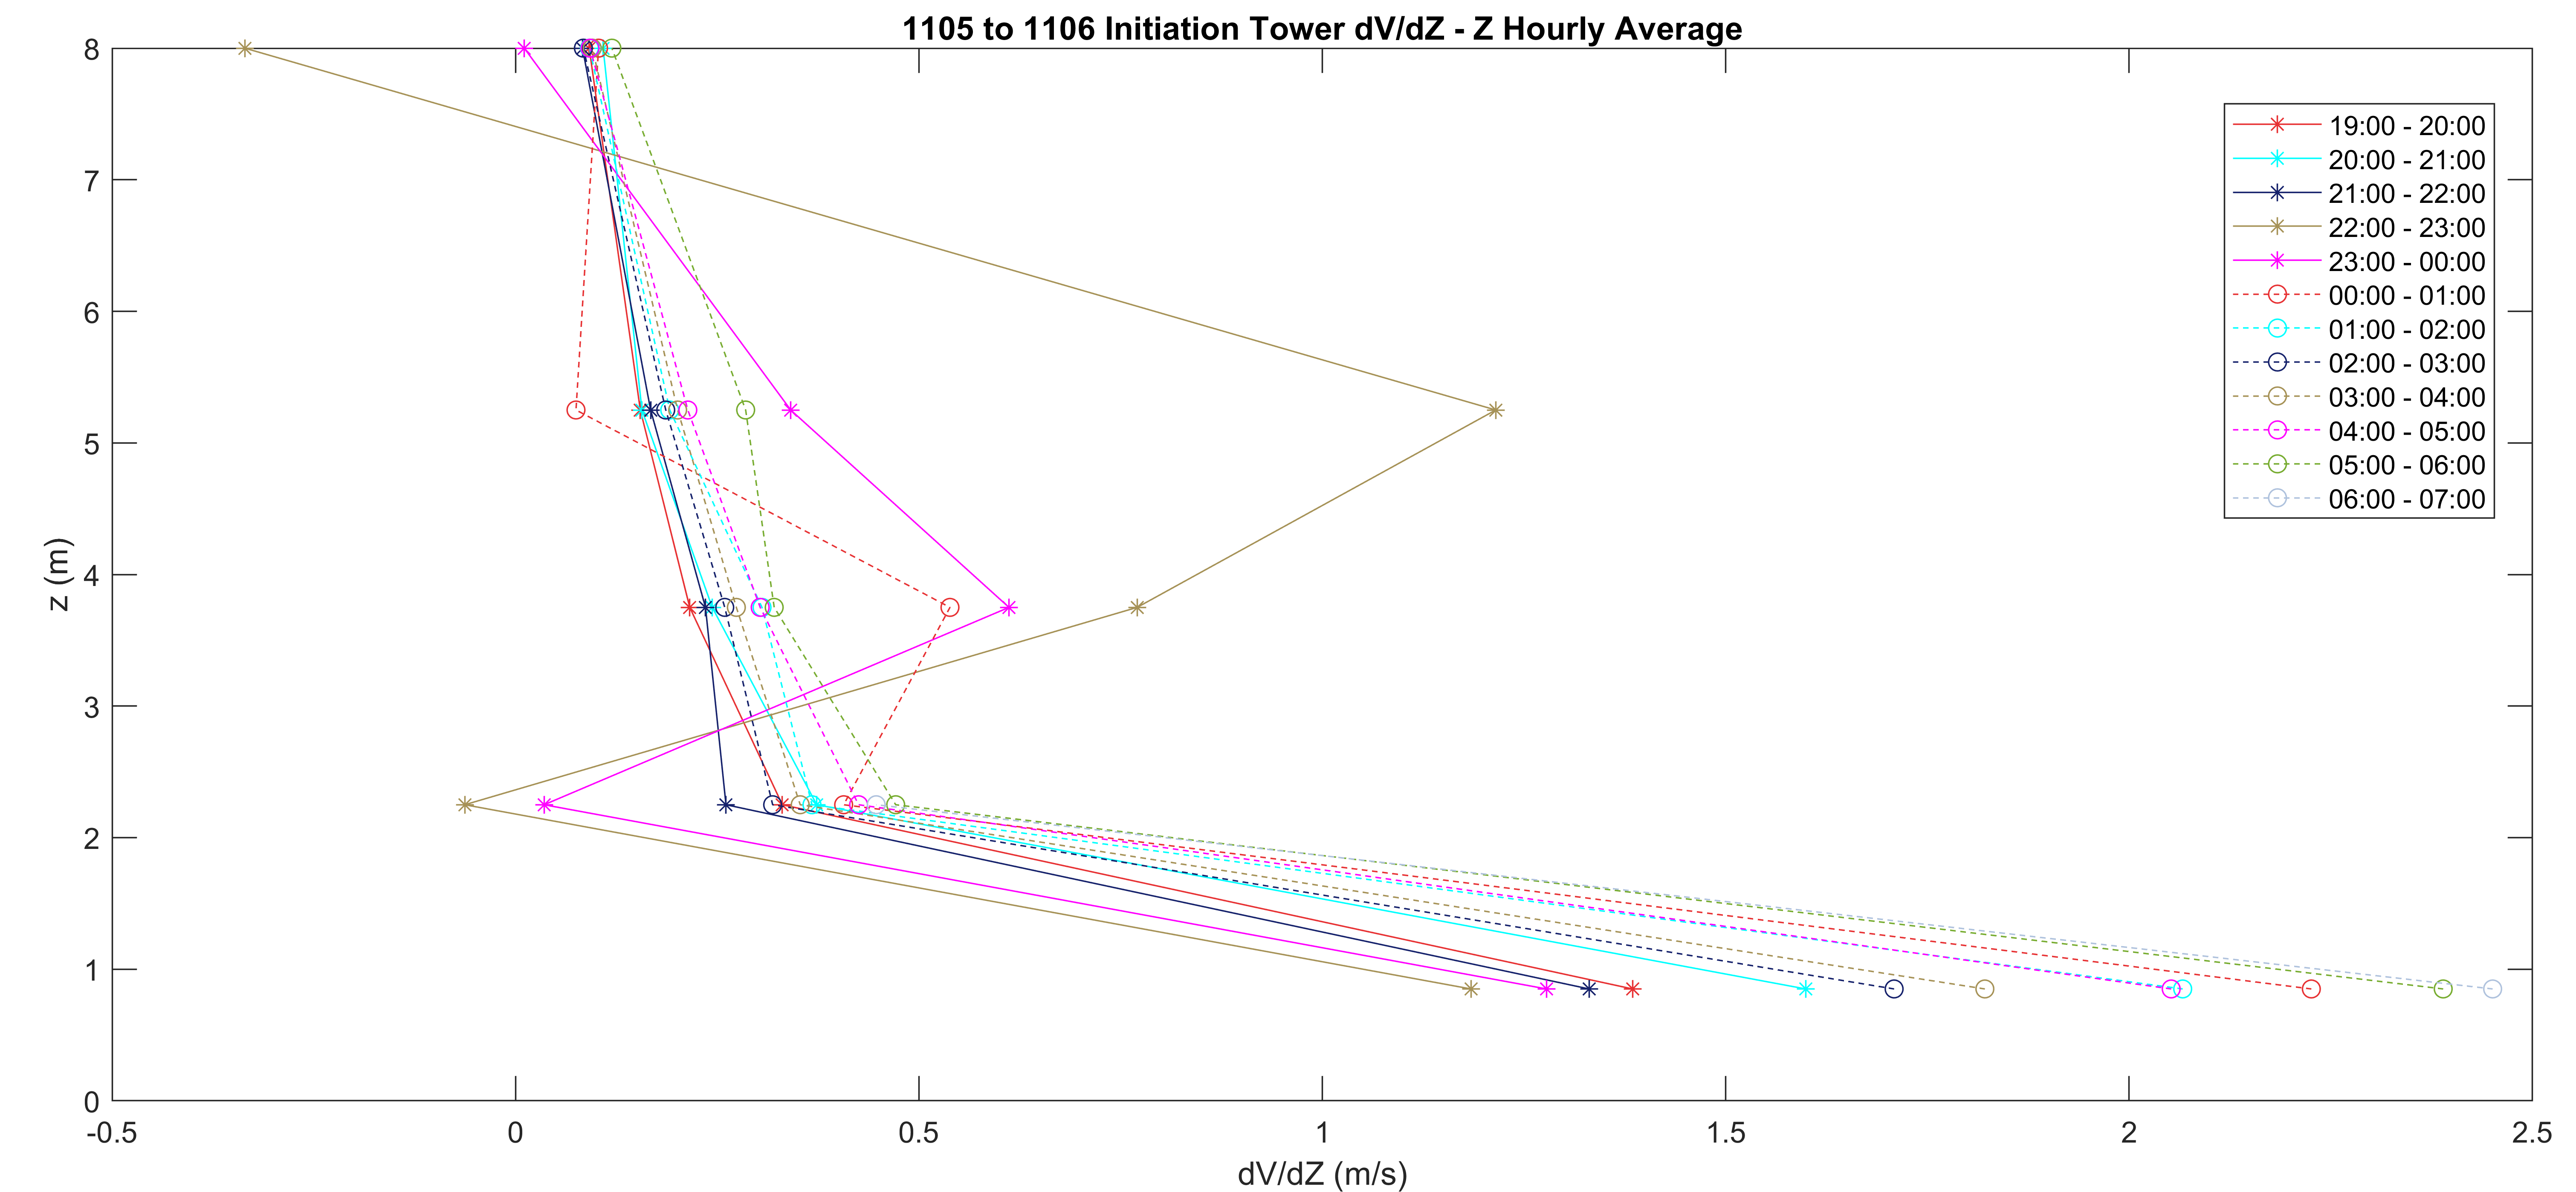 1105 to 1106 Initiation Tower dV/dZ - Z Hourly Average
8
7
6
5
4
3
2
1
0
z (m)
19:00 - 20:00
20:00 - 21:00
21:00 - 22:00
22:00 - 23:00
23:00 - 00:00
00:00 - 01:00
01:00 - 02:00
02:00 - 03:00
03:00 - 04:00
04:00 - 05:00
05:00 - 06:00
06:00 - 07:00
-0.5 0 0.5 1 1.5 2 2.5
dV/dZ (m/s)